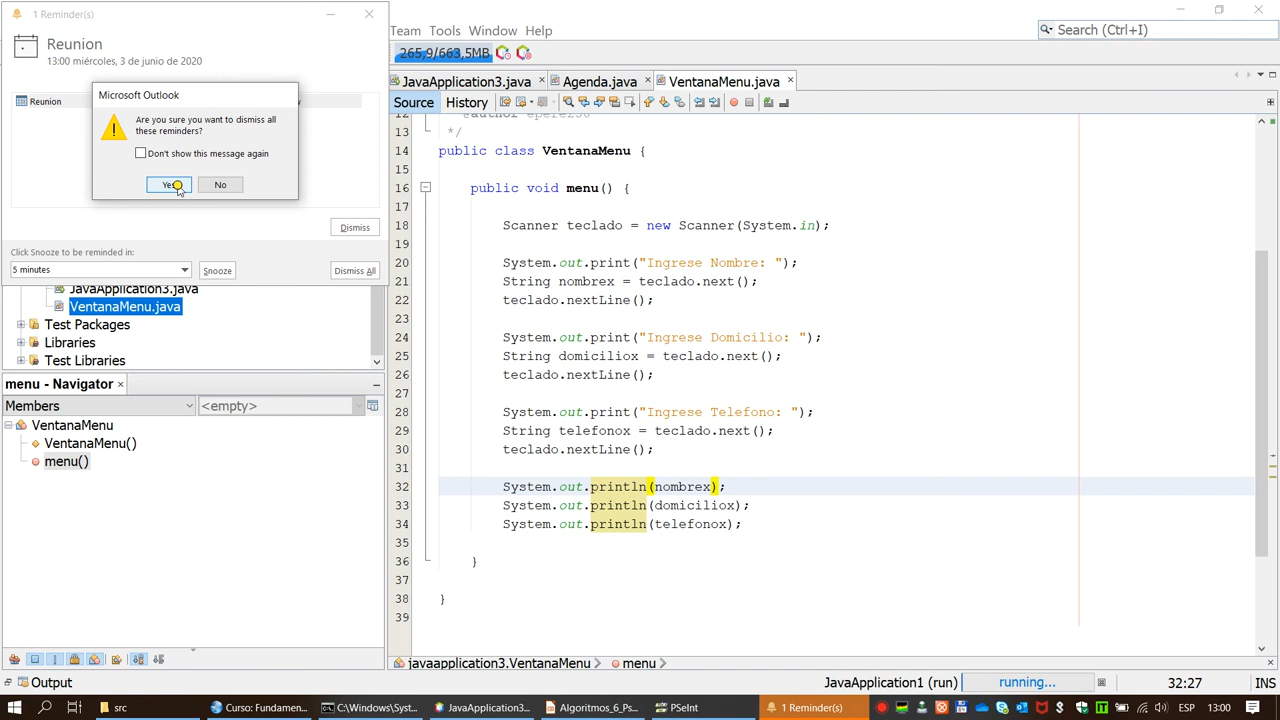 1 Reminder(s)
Reunion
13:00 miércoles, 3 de junio de 2020
Reunion
Microsoft Outlook
Are you sure you want to dismiss all
these reminders?
Don't show this message again
Yes
No
Dismiss
Click Snooze to be reminded in:
5 minutes
Snooze
Dismiss All
Team Tools Window Help
Search (Ctrl+I)
265,9/663,5MB
JavaApplication3.java
Agenda.java
VentanaMenu.java
Source
History
13 */
14 public class VentanaMenu {
15
16 public void menu() {
17
18 Scanner teclado = new Scanner(System.in);
19
20 System.out.print("Ingrese Nombre: ");
21 String nombrex = teclado.next();
22 teclado.nextLine();
23
24 System.out.print("Ingrese Domicilio: ");
25 String domiciliox = teclado.next();
26 teclado.nextLine();
27
28 System.out.print("Ingrese Telefono: ");
29 String telefonox = teclado.next();
30 teclado.nextLine();
31
32 System.out.println(nombrex);
33 System.out.println(domiciliox);
34 System.out.println(telefonox);
35
36 }
37
38 }
39
JavaApplication3.java
VentanaMenu.java
Test Packages
Libraries
Test Libraries
menu - Navigator
Members
<empty>
VentanaMenu
VentanaMenu()
menu()
javaapplication3.VentanaMenu
menu
Output
JavaApplication1 (run)
running...
32:27
INS
src
Curso: Fundamen...
C:\Windows\Syst...
JavaApplication3...
Algoritmos_6_Ps...
PSeInt
1 Reminder(s)
ESP
13:00